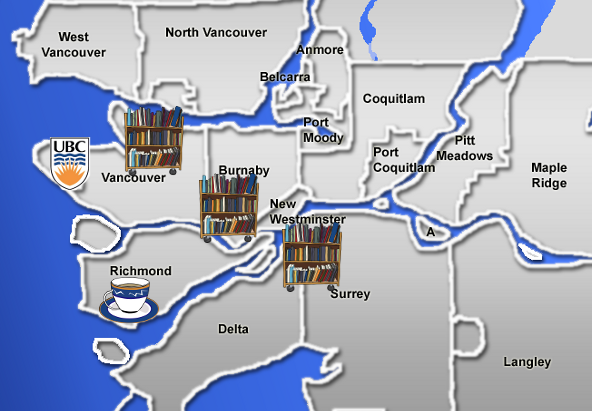 West
Vancouver
North Vancouver
Anmore
Belcarra
Coquitlam
Port
Moody
Pitt
Meadows
Port
Coquitlam
Maple
Ridge
UBC
Vancouver
Burnaby
New
Westminster
A
Richmond
Surrey
Delta
Langley